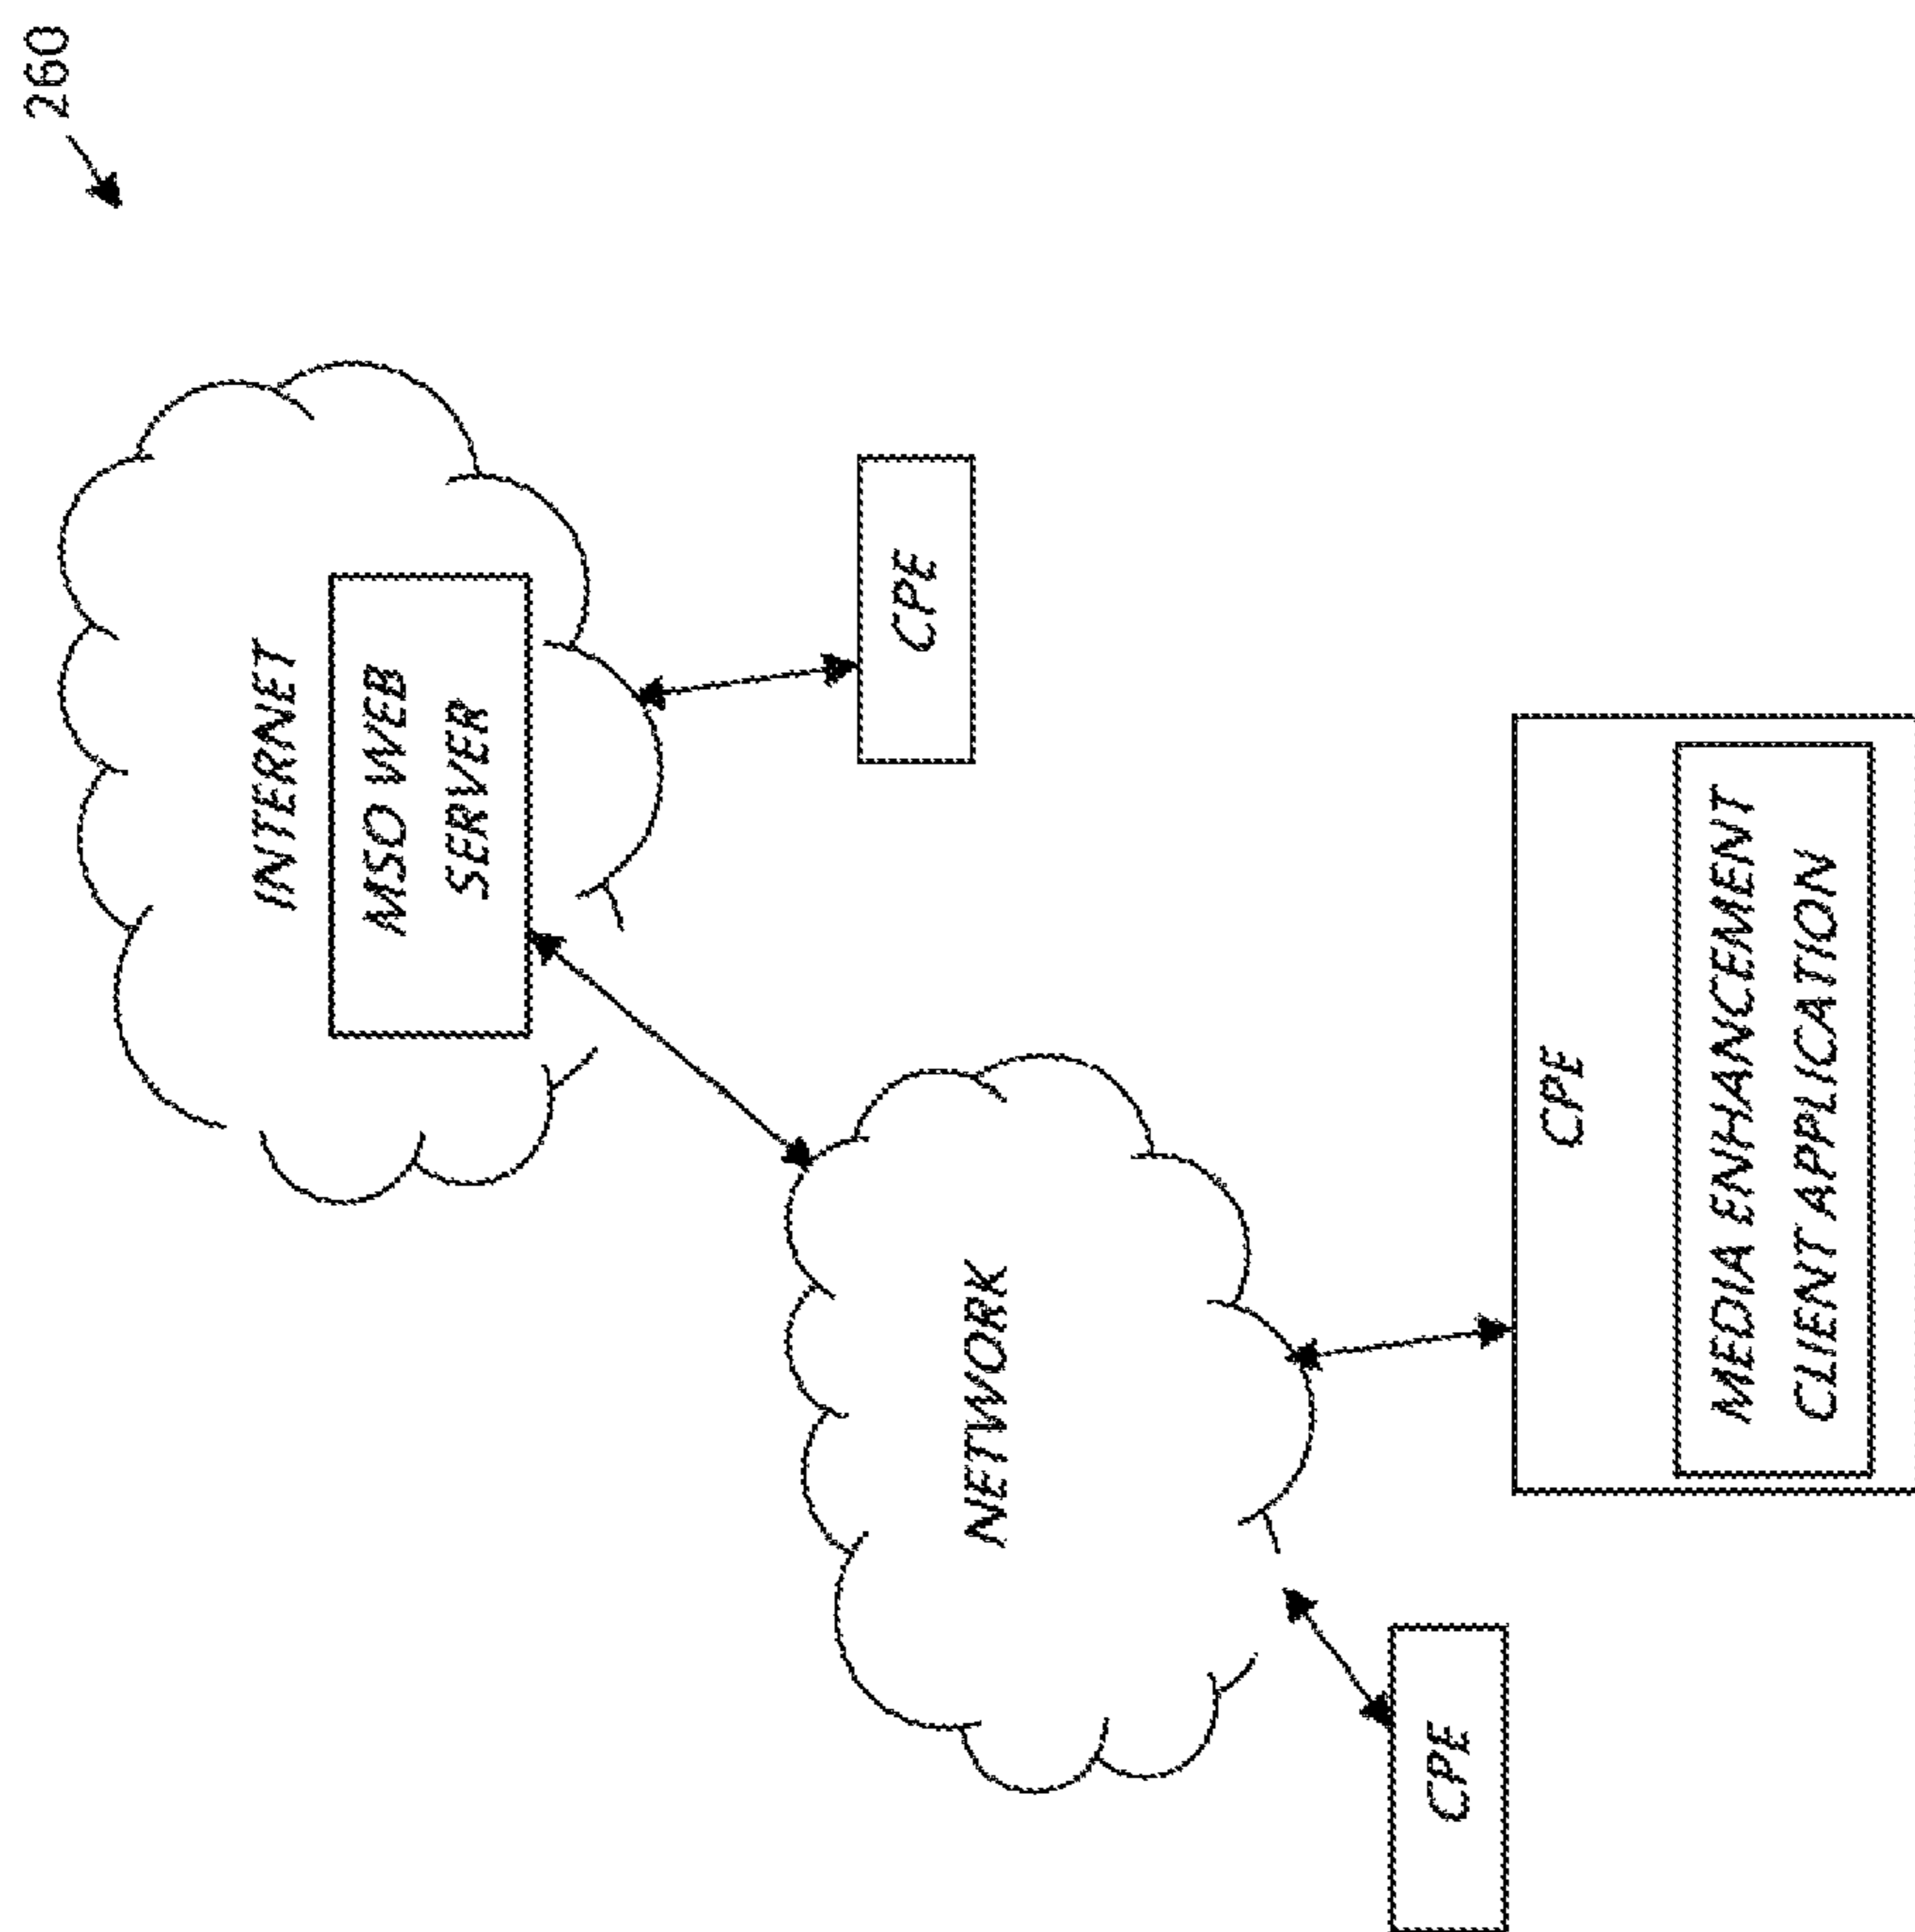 260
INTERNET
MSO WEB
SERVER
CPE
NETWORK
CPE
MEDIA ENHANCEMENT
CLIENT APPLICATION
CPE